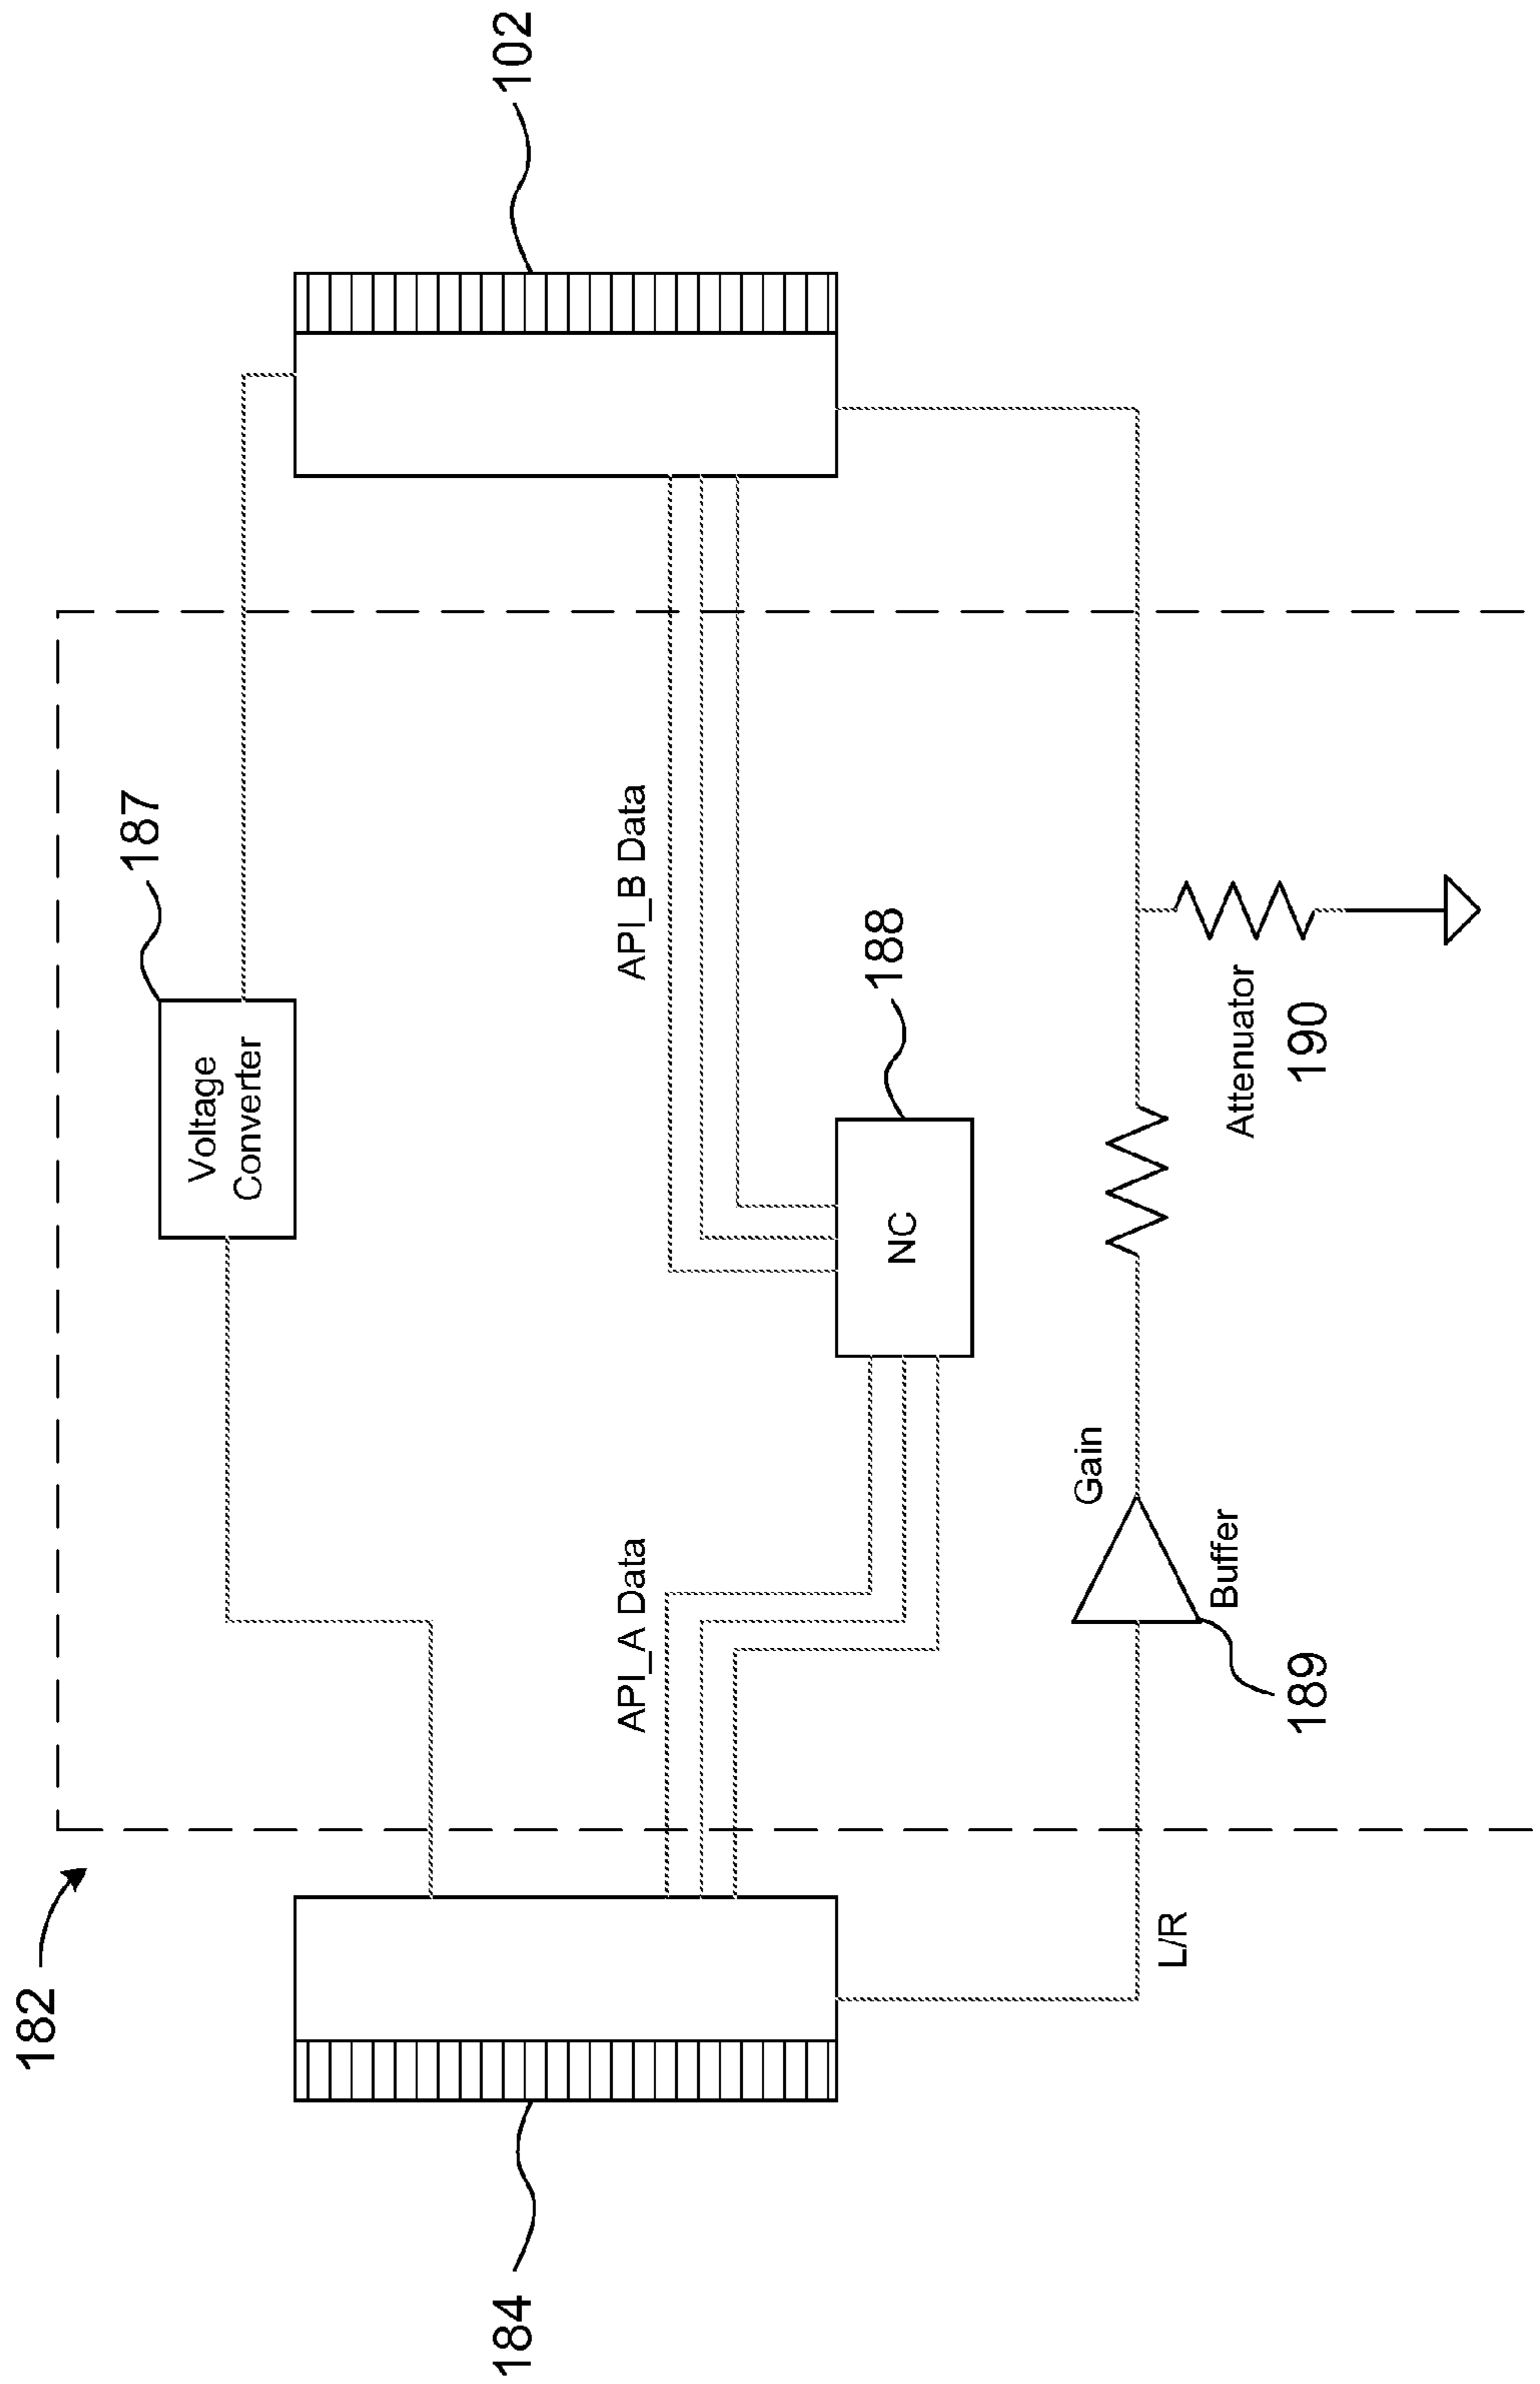 182
187
Voltage
Converter
184
102
API_A Data
API_B Data
188
NC
Gain
L/R
Buffer
Attenuator
189
190